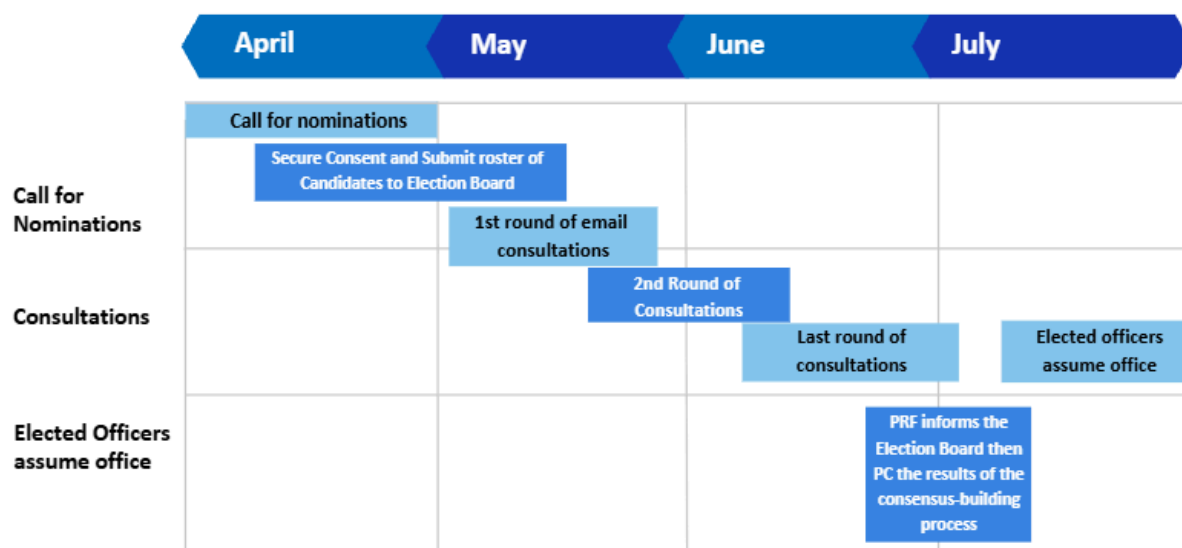 April
May
June
July
Call for nominations
Secure Consent and Submit roster of
Candidates to Election Board
Call for
Nominations
1st round of email
consultations
2nd Round of
Consultations
Consultations
Last round of
consultations
Elected officers
assume office
Elected Officers
assume office
PRF informs the
Election Board then
PC the results of the
consensus-building
process